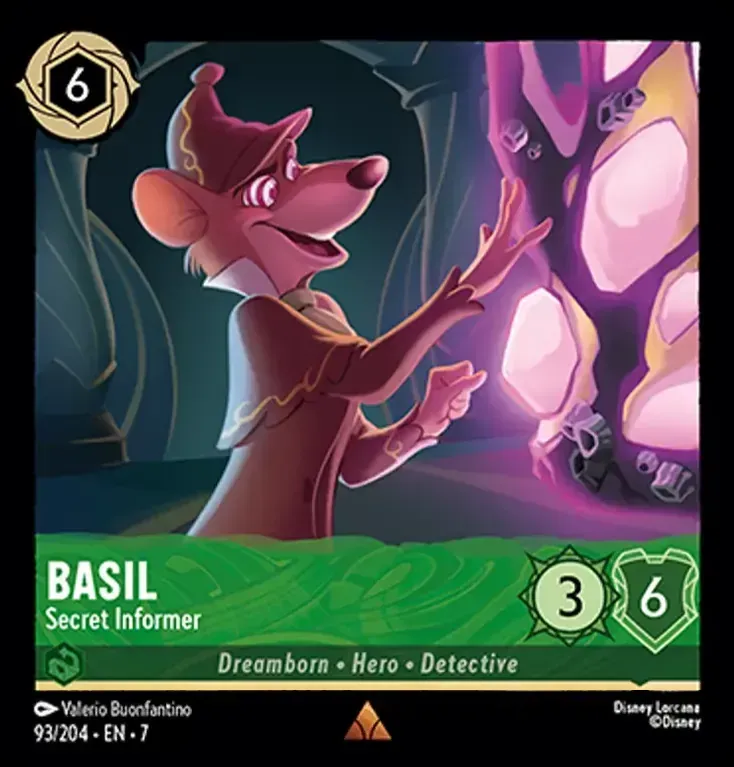 6
BASIL
Secret Informer
3 6
Dreamborn • Hero • Detective
Valerio Buonfantino
93/204 • EN • 7
Disney Lorcana
©Disney